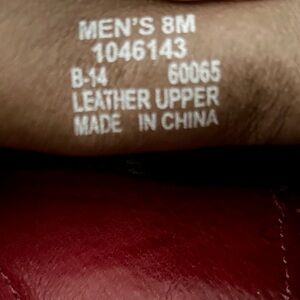 MEN'S 8M
1046143
B-14 60065
LEATHER UPPER
MADE IN CHINA